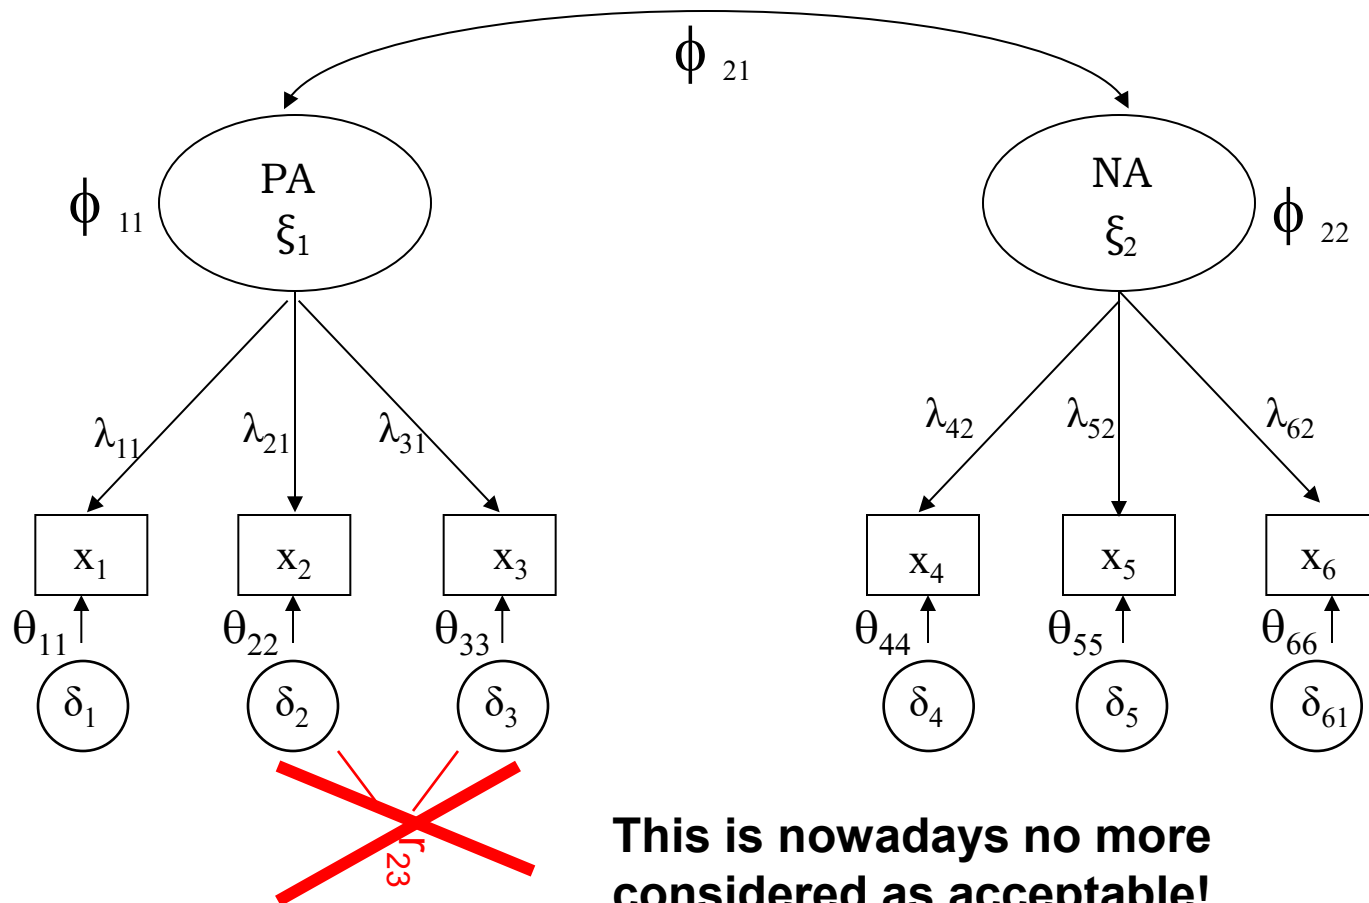 ϕ 21
PA
ξ1
ϕ 11
NA
ξ2
ϕ 22
λ11
λ21
λ31
λ42
λ52
λ62
x1
x2
x3
x4
x5
x6
θ11
θ22
θ33
θ44
θ55
θ66
δ1
δ2
δ3
δ4
δ5
δ61
r23
This is nowadays no more
considered as acceptable!